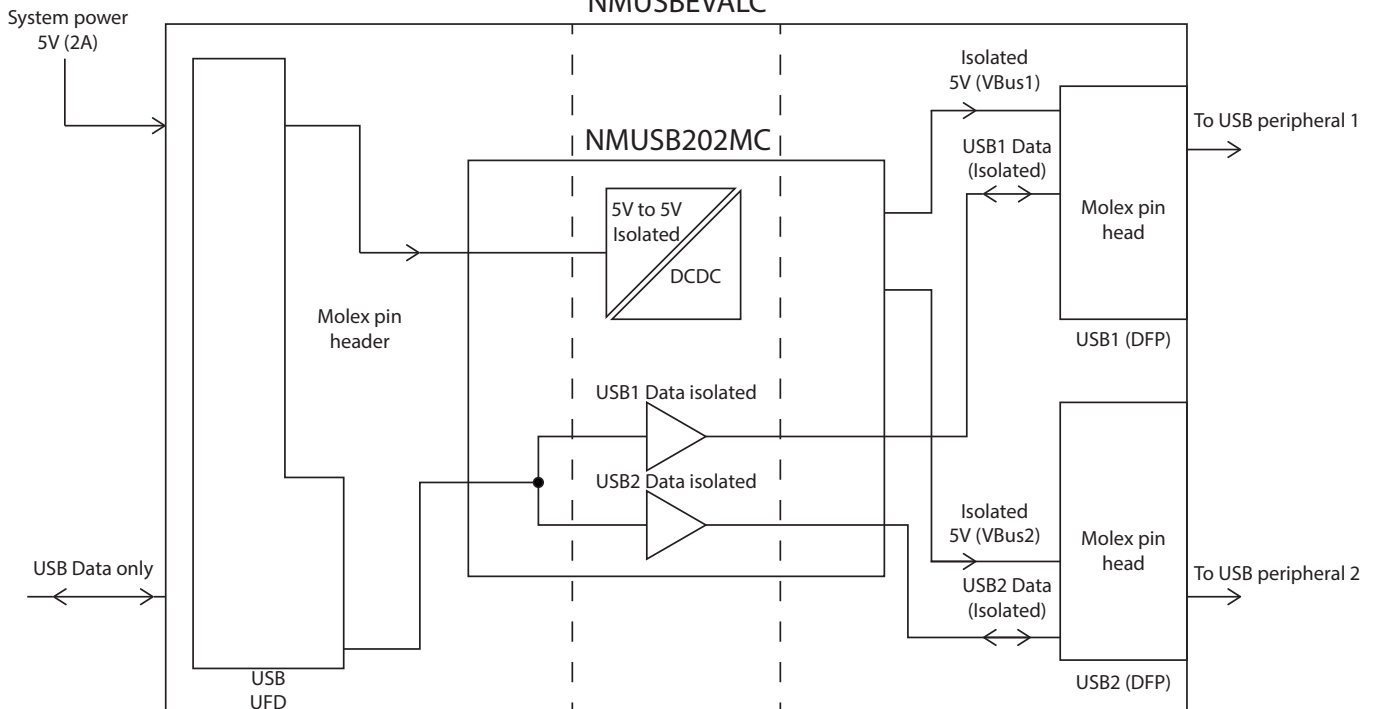 NMUSBEVALC
System power
5V (2A)
Isolated
5V (VBus1)
To USB peripheral 1
NMUSB202MC
USB1 Data
(Isolated)
5V to 5V
Isolated
DCDC
Molex pin
head
Molex pin
header
USB1 (DFP)
USB1 Data isolated
USB2 Data isolated
Isolated
5V (VBus2)
Molex pin
head
USB Data only
To USB peripheral 2
USB2 Data
(Isolated)
USB
UFD
USB2 (DFP)